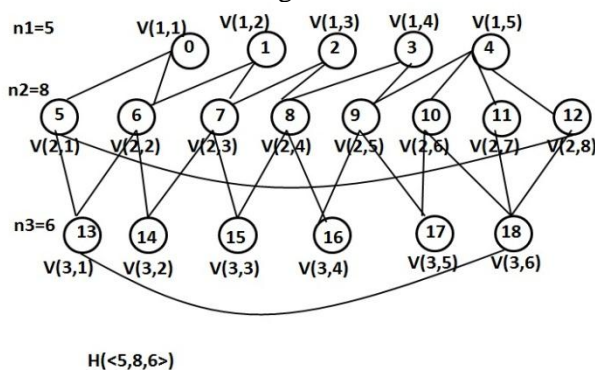 n1=5
V(1,1) V(1,2) V(1,3) V(1,4) V(1,5)
0 1 2 3 4
n2=8
5 6 7 8 9 10 11 12
V(2,1) V(2,2) V(2,3) V(2,4) V(2,5) V(2,6) V(2,7) V(2,8)
n3=6
13 14 15 16 17 18
V(3,1) V(3,2) V(3,3) V(3,4) V(3,5) V(3,6)
H(<5,8,6>)